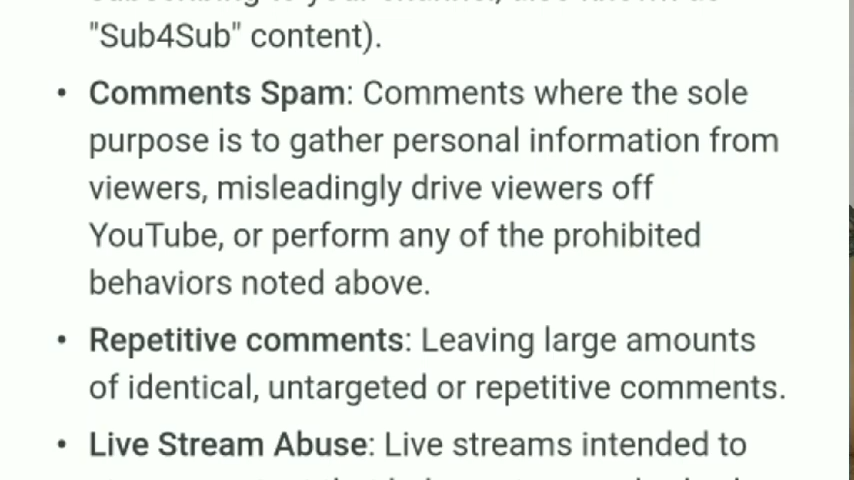 "Sub4Sub" content).
• Comments Spam: Comments where the sole
purpose is to gather personal information from
viewers, misleadingly drive viewers off
YouTube, or perform any of the prohibited
behaviors noted above.
• Repetitive comments: Leaving large amounts
of identical, untargeted or repetitive comments.
• Live Stream Abuse: Live streams intended to